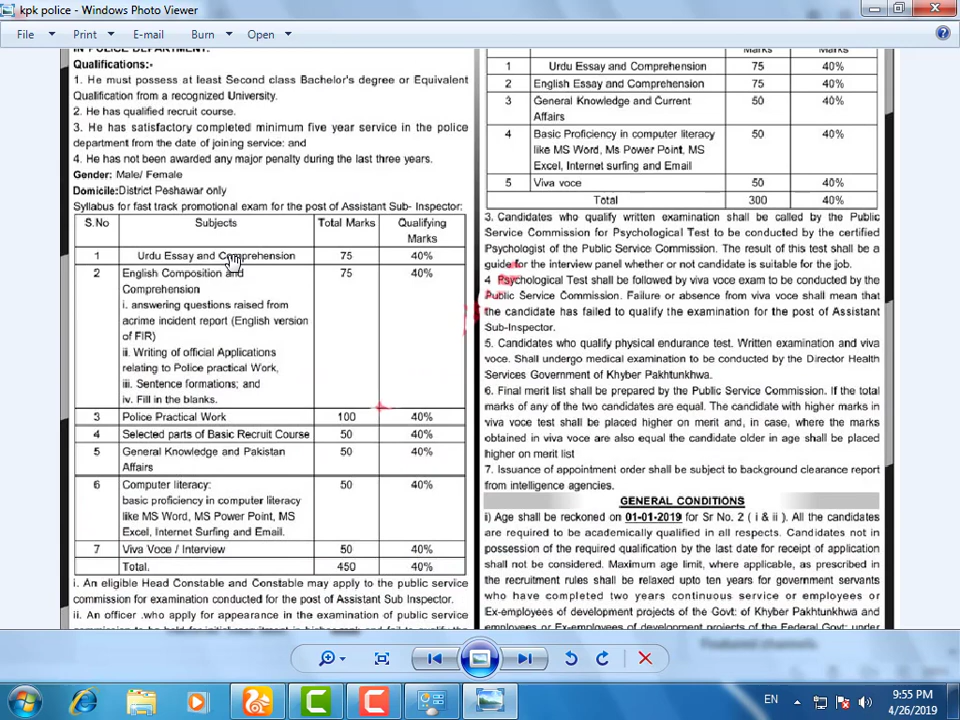 kpk police - Windows Photo Viewer
File Print E-mail Burn Open
Qualifications:-
1. He must possess at least Second class Bachelor's degree or Equivalent
Qualification from a recognized University.
2. He has qualified recruit course.
3. He has satisfactory completed minimum five year service in the police
department from the date of joining service: and
4. He has not been awarded any major penalty during the last three years.
Gender: Male/ Female
Domicile:District Peshawar only
Syllabus for fast track promotional exam for the post of Assistant Sub- Inspector:
S.No Subjects Total Marks Qualifying
Marks
1 Urdu Essay and Comprehension 75 40%
2 English Composition and 75 40%
Comprehension
i. answering questions raised from
acrime incident report (English version
of FIR)
ii. Writing of official Applications
relating to Police practical Work,
iii. Sentence formations; and
iv. Fill in the blanks.
3 Police Practical Work 100 40%
4 Selected parts of Basic Recruit Course 50 40%
5 General Knowledge and Pakistan 50 40%
Affairs
6 Computer literacy: 50 40%
basic proficiency in computer literacy
like MS Word, MS Power Point, MS
Excel, Internet Surfing and Email.
7 Viva Voce / Interview 50 40%
Total. 450 40%
i. An eligible Head Constable and Constable may apply to the public service
commission for examination conducted for the post of Assistant Sub Inspector.
ii. An officer .who apply for appearance in the examination of public service
Marks Marks
1 Urdu Essay and Comprehension 75 40%
2 English Essay and Comprehension 75 40%
3 General Knowledge and Current 50 40%
Affairs
4 Basic Proficiency in computer literacy 50 40%
like MS Word, Ms Power Point, MS
Excel, Internet surfing and Email
5 Viva voce 50 40%
Total 300 40%
3. Candidates who qualify written examination shall be called by the Public
Service Commission for Psychological Test to be conducted by the certified
Psychologist of the Public Service Commission. The result of this test shall be a
guide for the interview panel whether or not candidate is suitable for the job.
4 Psychological Test shall be followed by viva voce exam to be conducted by the
Public Service Commission. Failure or absence from viva voce shall mean that
the candidate has failed to qualify the examination for the post of Assistant
Sub-Inspector.
5. Candidates who qualify physical endurance test. Written examination and viva
voce. Shall undergo medical examination to be conducted by the Director Health
Services Government of Khyber Pakhtunkhwa.
6. Final merit list shall be prepared by the Public Service Commission. If the total
marks of any of the two candidates are equal. The candidate with higher marks in
viva voce test shall be placed higher on merit and, in case, where the marks
obtained in viva voce are also equal the candidate older in age shall be placed
higher on merit list
7. Issuance of appointment order shall be subject to background clearance report
from intelligence agencies.
GENERAL CONDITIONS
i) Age shall be reckoned on 01-01-2019 for Sr No. 2 ( i & ii ). All the candidates
are required to be academically qualified in all respects. Candidates not in
possession of the required qualification by the last date for receipt of application
shall not be considered. Maximum age limit, where applicable, as prescribed in
the recruitment rules shall be relaxed upto ten years for government servants
who have completed two years continuous service or employees or
Ex-employees of development projects of the Govt: of Khyber Pakhtunkhwa and
employees or Ex-employees of development projects of the Federal Govt: under
EN
9:55 PM
4/26/2019